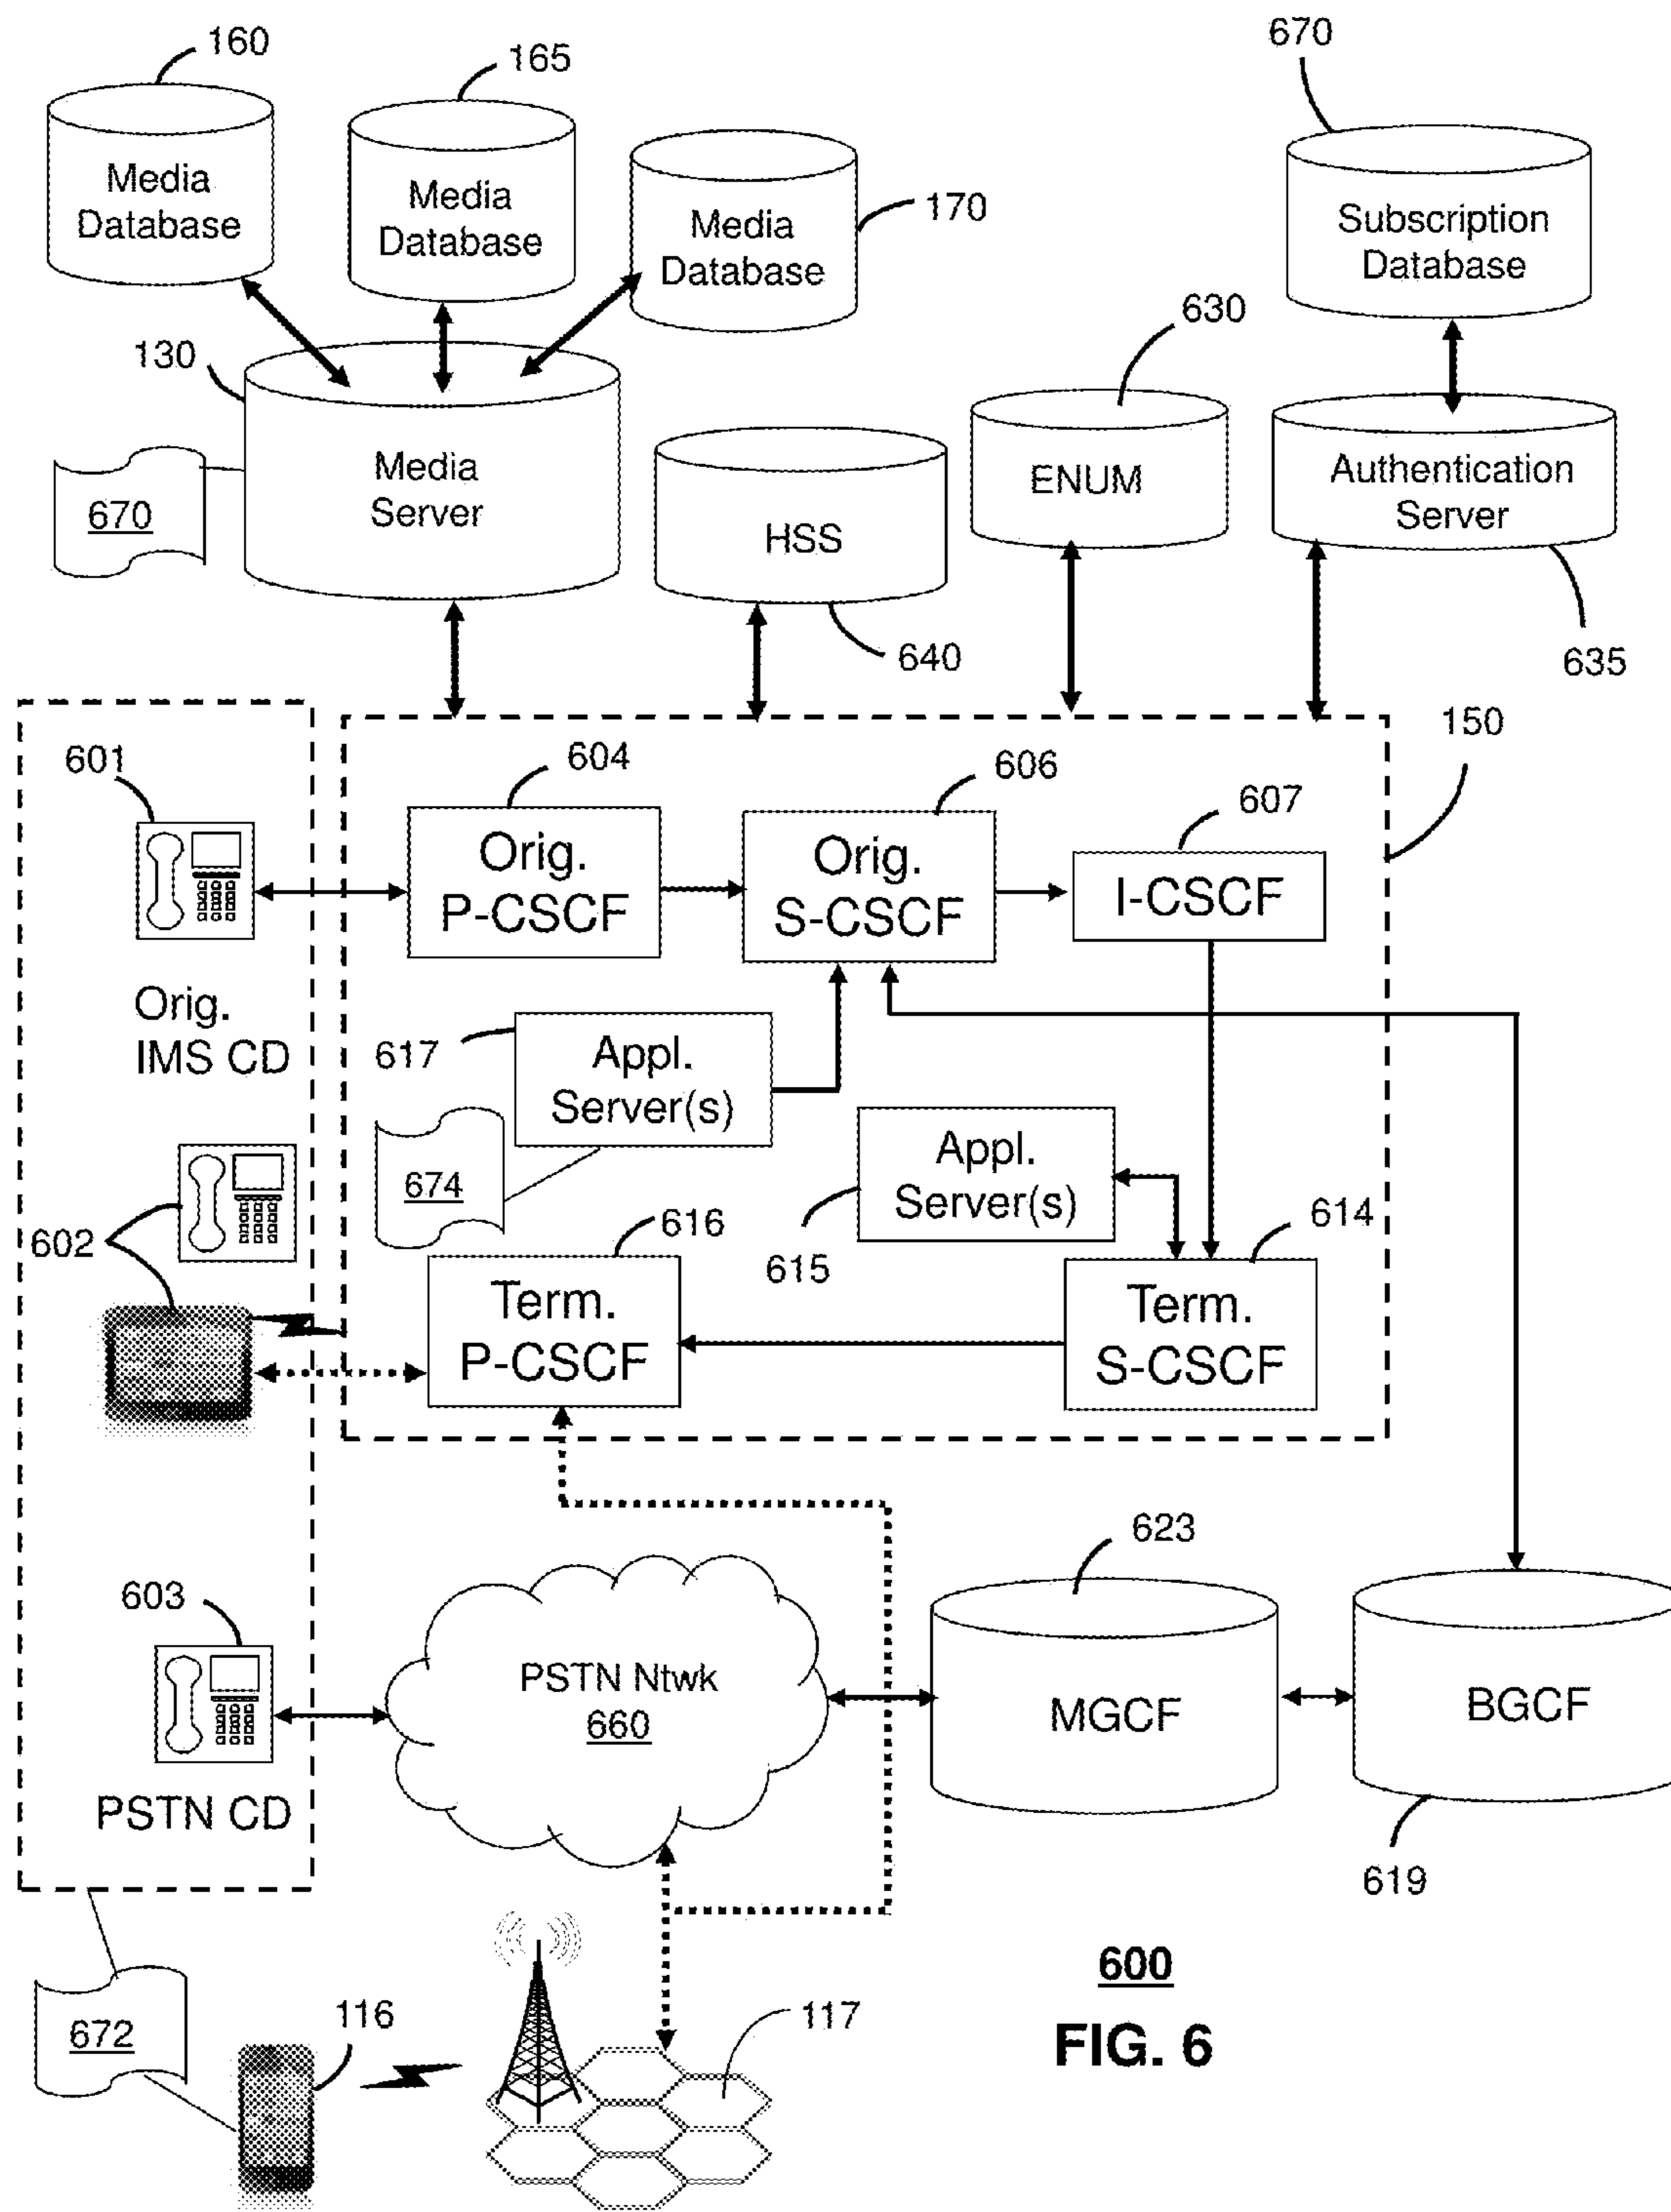 160
165
670
Media
Database
Media
Database
Media
Database
170
Subscription
Database
630
130
Media
Server
670
HSS
ENUM
Authentication
Server
640
635
150
601
604
606
607
Orig.
P-CSCF
Orig.
S-CSCF
I-CSCF
Orig.
IMS CD
617
Appl.
Server(s)
674
Appl.
Server(s)
615
616
614
602
Term.
P-CSCF
Term.
S-CSCF
623
603
PSTN Ntwk
660
MGCF
BGCF
PSTN CD
619
672
116
117
600
FIG. 6